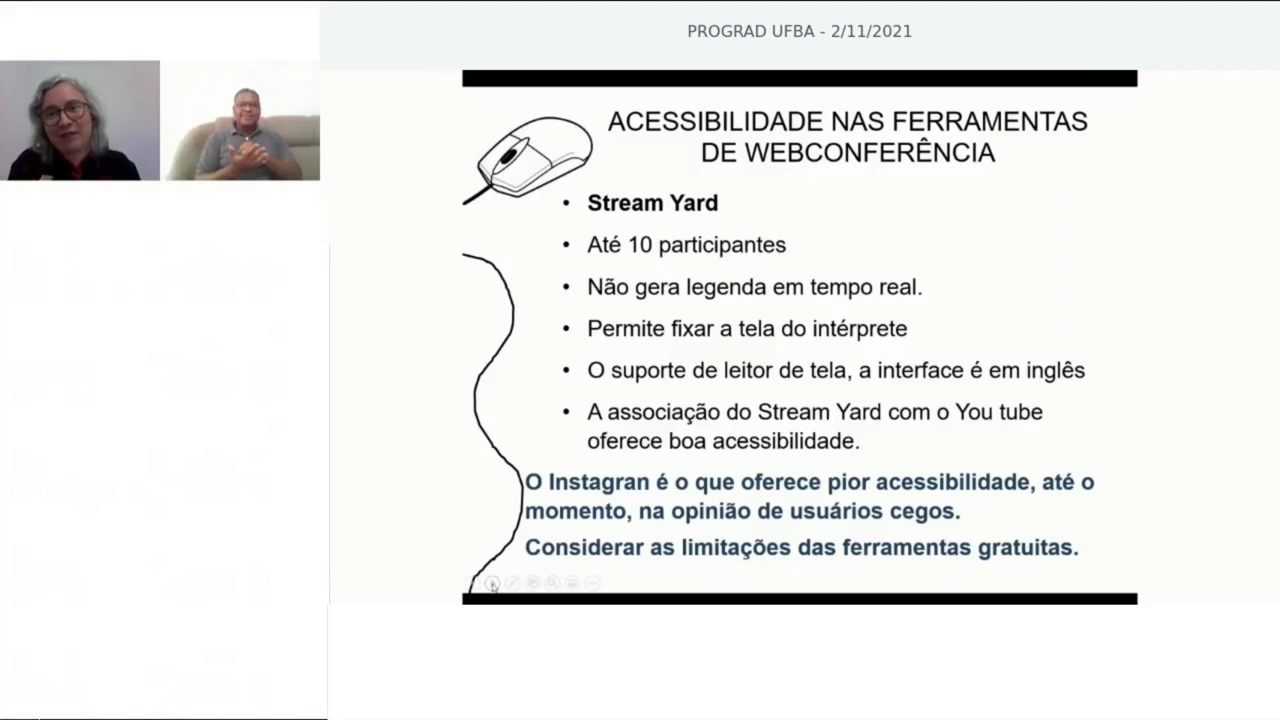 PROGRAD UFBA - 2/11/2021
ACESSIBILIDADE NAS FERRAMENTAS
DE WEBCONFERÊNCIA
• Stream Yard
• Até 10 participantes
• Não gera legenda em tempo real.
• Permite fixar a tela do intérprete
• O suporte de leitor de tela, a interface é em inglês
• A associação do Stream Yard com o You tube
oferece boa acessibilidade.
O Instagran é o que oferece pior acessibilidade, até o
momento, na opinião de usuários cegos.
Considerar as limitações das ferramentas gratuitas.